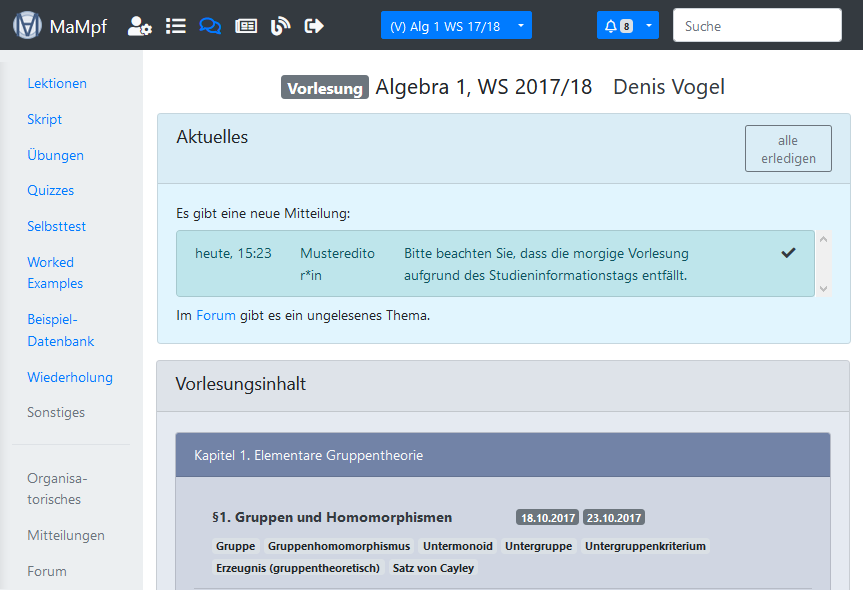 MaMpf
(V) Alg 1 WS 17/18
8
Suche
Lektionen
Skript
Übungen
Quizzes
Selbsttest
Worked
Examples
Beispiel-
Datenbank
Wiederholung
Sonstiges
Organisa-
torisches
Mitteilungen
Forum
Vorlesung Algebra 1, WS 2017/18 Denis Vogel
Aktuelles
alle
erledigen
Es gibt eine neue Mitteilung:
heute, 15:23 Musteredito Bitte beachten Sie, dass die morgige Vorlesung
r*in aufgrund des Studieninformationstags entfällt.
Im Forum gibt es ein ungelesenes Thema.
Vorlesungsinhalt
Kapitel 1. Elementare Gruppentheorie
§1. Gruppen und Homomorphismen 18.10.2017 23.10.2017
Gruppe Gruppenhomomorphismus Untermonoid Untergruppe Untergruppenkriterium
Erzeugnis (gruppentheoretisch) Satz von Cayley